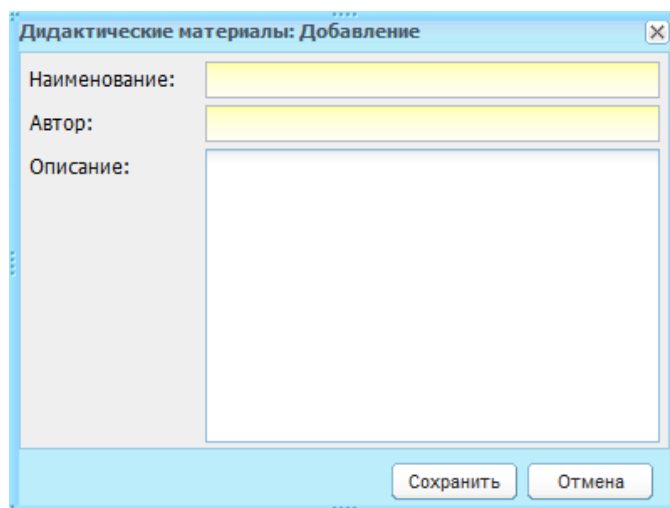 Дидактические материалы: Добавление
Наименование:
Автор:
Описание:
Сохранить Отмена